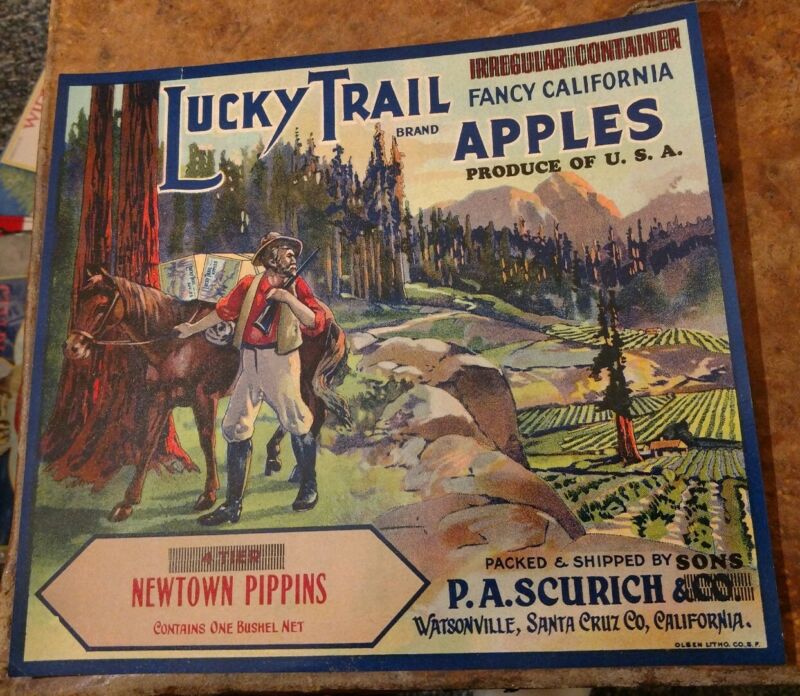 IRREGULAR CONTAINER
LUCKY TRAIL
BRAND
FANCY CALIFORNIA
APPLES
PRODUCE OF U. S. A.
4 TIER
NEWTOWN PIPPINS
CONTAINS ONE BUSHEL NET
PACKED & SHIPPED BY SONS
P.A. SCURICH & CO.
WATSONVILLE, SANTA CRUZ CO, CALIFORNIA.
OLSEN LITHO. CO. S.F.